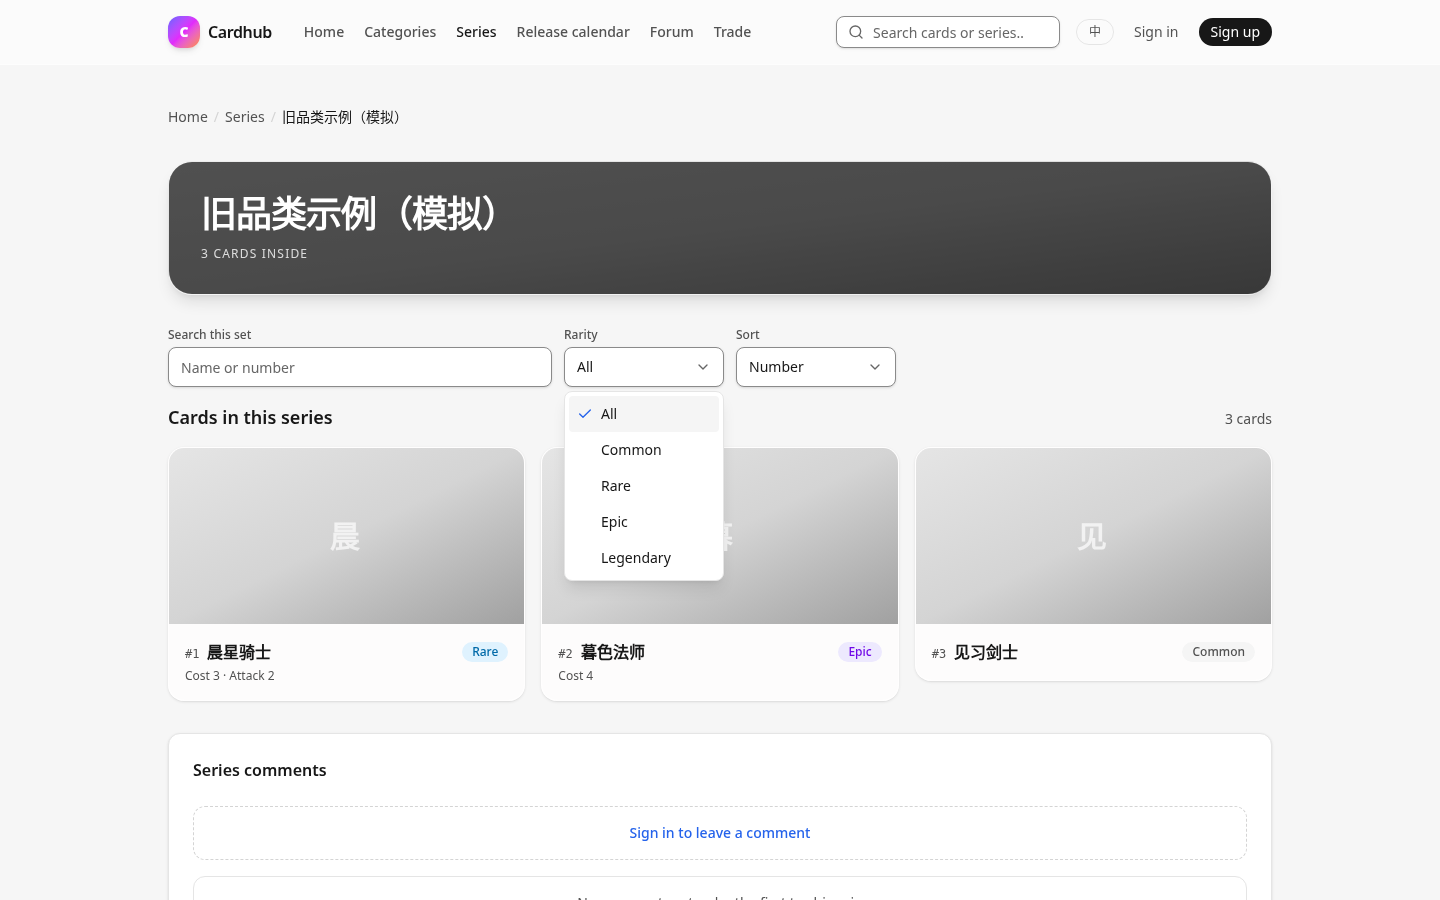 C Cardhub Home Categories Series Release calendar Forum Trade Search cards or series.. 中 Sign in Sign up
Home / Series / 旧品类示例（模拟）
旧品类示例（模拟）
3 CARDS INSIDE
Search this set Rarity Sort
Name or number All Number
All
Common
Rare
Epic
Legendary
Cards in this series 3 cards
晨 见
#1 晨星骑士 Rare
Cost 3 · Attack 2
#2 暮色法师 Epic
Cost 4
#3 见习剑士 Common
Series comments
Sign in to leave a comment